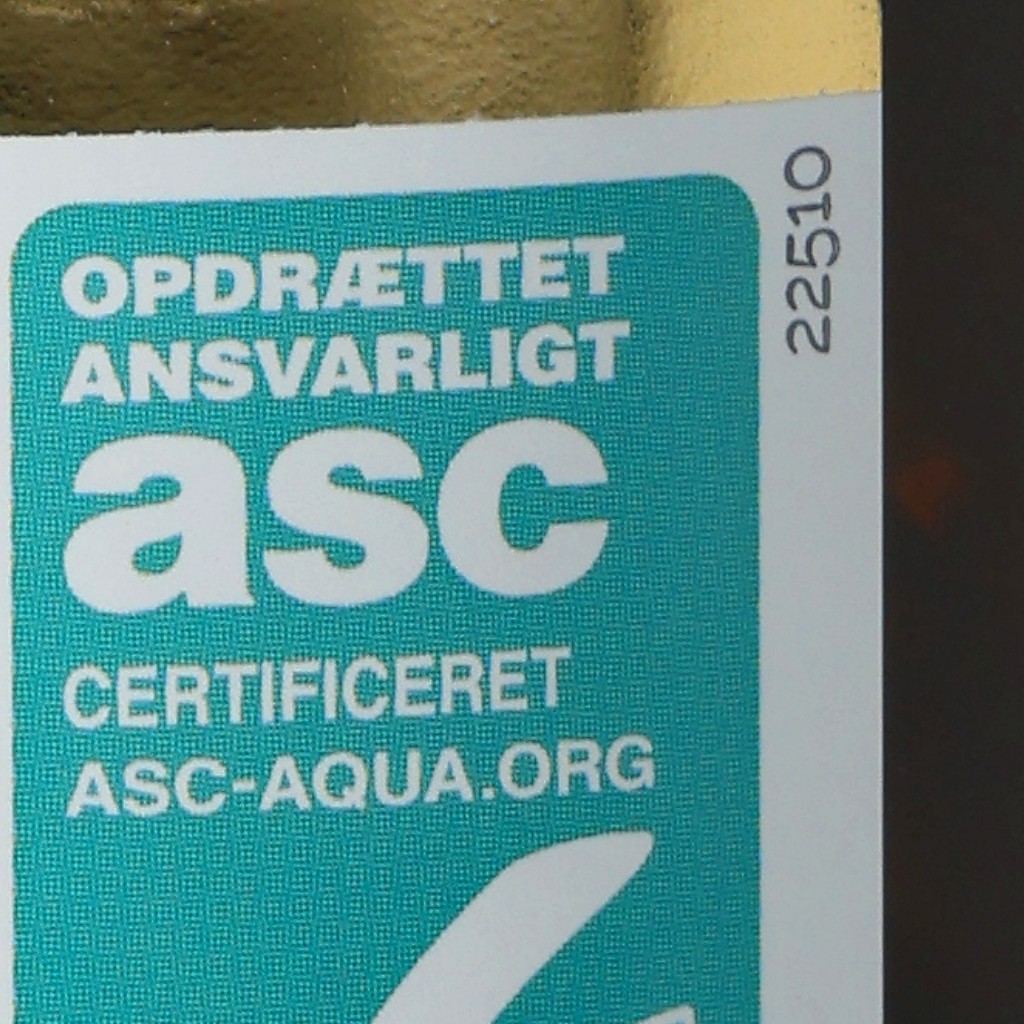 OPDRÆTTET
ANSVARLIGT
asc
CERTIFICERET
ASC-AQUA.ORG
22510